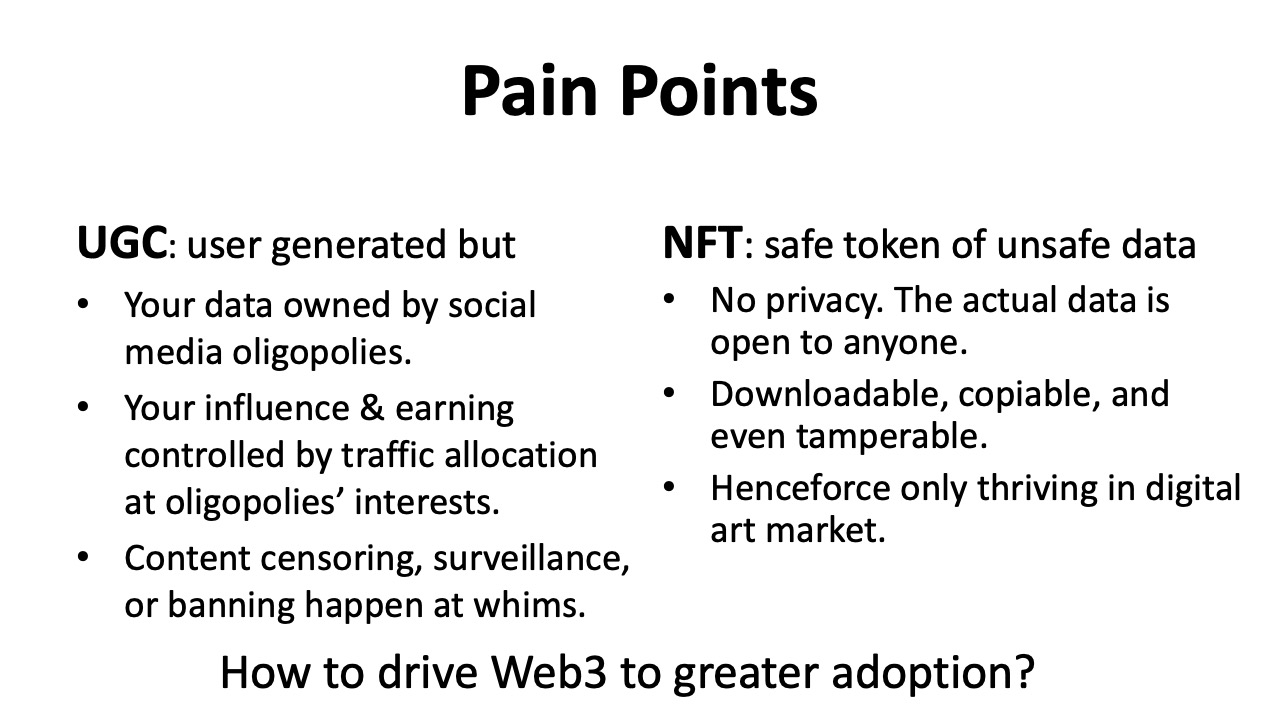 Pain Points
UGC: user generated but
• Your data owned by social
media oligopolies.
• Your influence & earning
controlled by traffic allocation
at oligopolies’ interests.
• Content censoring, surveillance,
or banning happen at whims.
NFT: safe token of unsafe data
• No privacy. The actual data is
open to anyone.
• Downloadable, copiable, and
even tamperable.
• Henceforce only thriving in digital
art market.
How to drive Web3 to greater adoption?